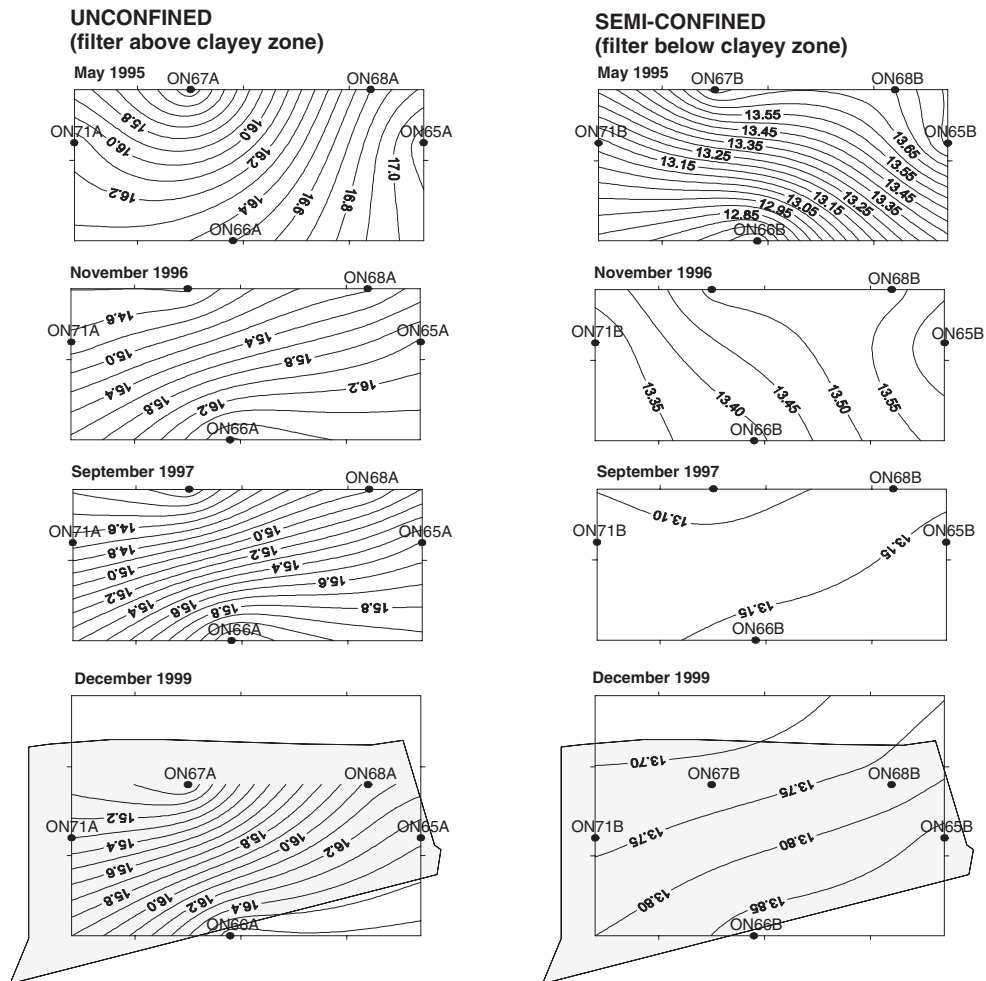 UNCONFINED
(filter above clayey zone)
SEMI-CONFINED
(filter below clayey zone)
May 1995
ON67A
ON68A
ON71A
ON65A
15.8
16.0
16.0
16.2
16.2
16.4
16.6
16.8
17.0
ON66A
May 1995
ON67B
ON68B
ON71B
ON65B
13.55
13.45
13.35
13.25
13.15
13.65
13.55
13.45
13.35
13.25
13.15
13.05
12.95
12.85
ON66B
November 1996
ON68A
ON71A
ON65A
14.6
15.0
15.4
15.4
15.8
15.8
16.2
16.2
ON66A
November 1996
ON68B
ON71B
ON65B
13.35
13.40
13.45
13.50
13.55
ON66B
September 1997
ON68A
ON71A
ON65A
14.6
14.8
15.0
15.0
15.2
15.2
15.4
15.4
15.6
15.6
15.8
15.8
ON66A
September 1997
ON68B
ON71B
ON65B
13.10
13.15
13.15
ON66B
December 1999
ON67A
ON68A
ON71A
ON65A
15.2
15.4
15.6
15.8
15.8
16.0
16.0
16.2
16.2
16.4
ON66A
December 1999
13.70
ON67B
ON68B
13.75
ON71B
ON65B
13.75
13.80
13.80
13.85
ON66B